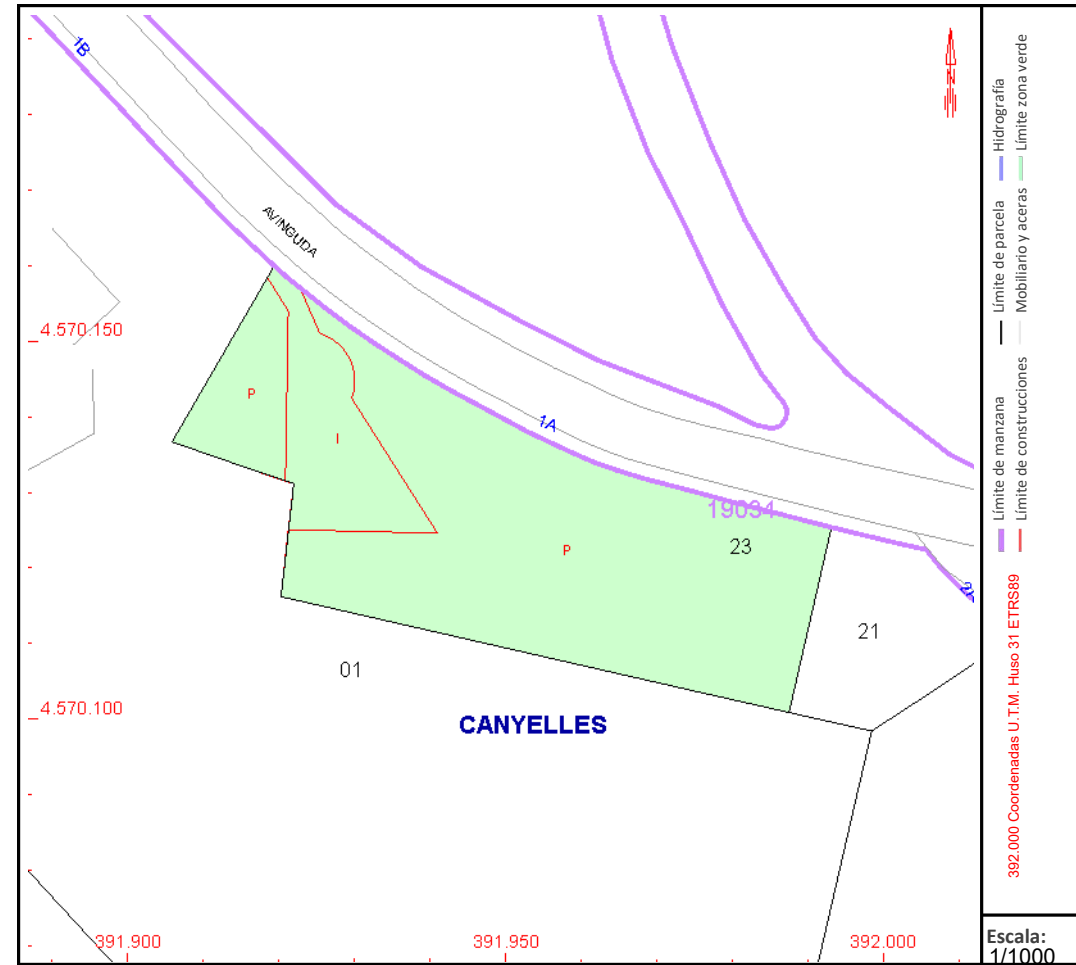 1B
AVINGUDA
4.570.150
P
I
1A
19034
23
P
21
01
4.570.100
CANYELLES
391.900
391.950
392.000
N
Límite de manzana
Límite de parcela
Hidrografía
Límite de construcciones
Mobiliario y aceras
Límite zona verde
392.000 Coordenadas U.T.M. Huso 31 ETRS89
Escala:
1/1000